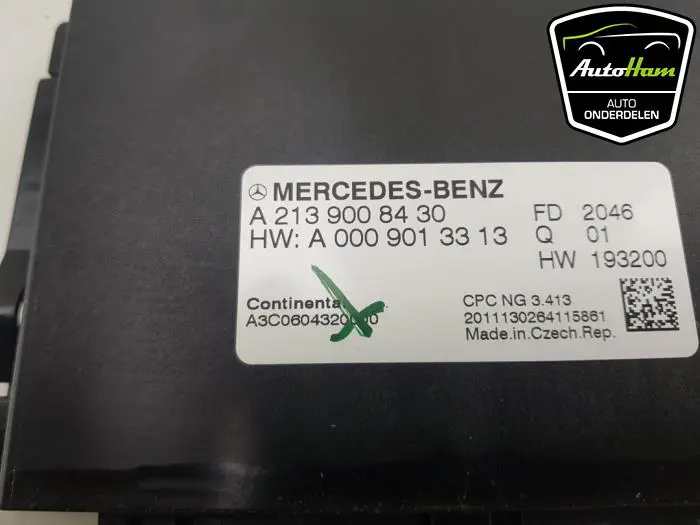 AutoHam
AUTO
ONDERDELEN
MERCEDES-BENZ
A 213 900 84 30 FD 2046
HW: A 000 901 33 13 Q 01
HW 193200
CPC NG 3.413
2011130264115861
Made.in.Czech.Rep.